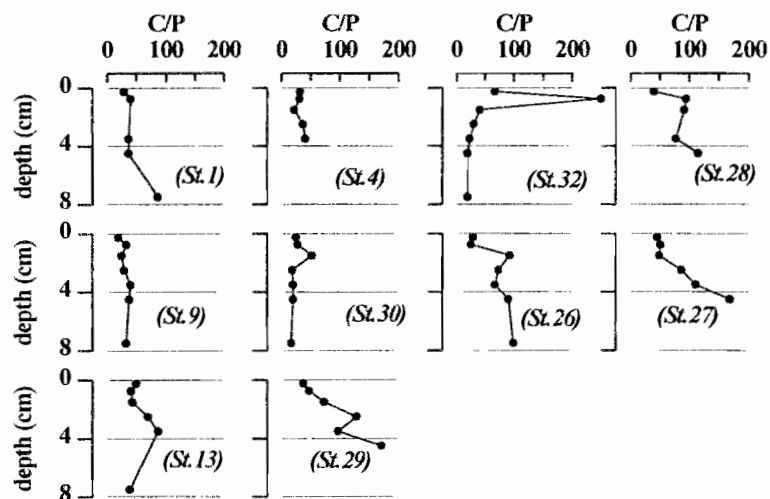 C/P C/P C/P C/P
0 100 200 0 100 200 0 100 200 0 100 200
0
4
8
depth (cm)
(St.1) (St.4) (St.32) (St.28)
0
4
8
depth (cm)
(St.9) (St.30) (St.26) (St.27)
0
4
8
depth (cm)
(St.13) (St.29)